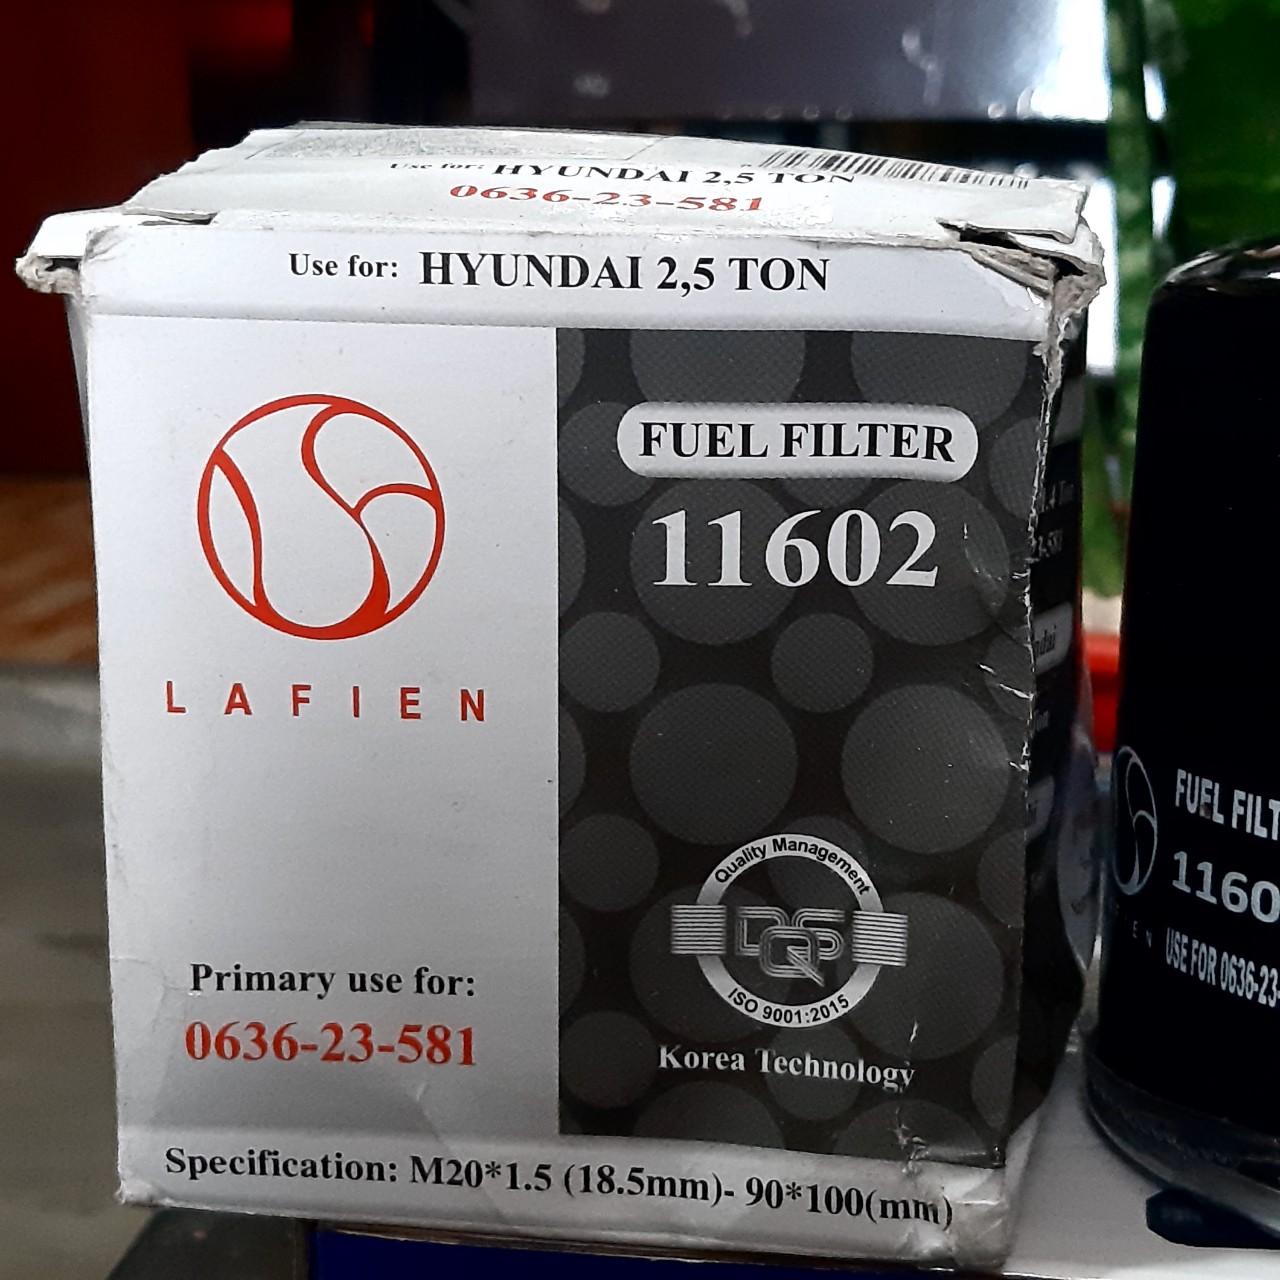 Use for: HYUNDAI 2,5 TON
0636-23-581
Use for: HYUNDAI 2,5 TON
FUEL FILTER
11602
LAFIEN
Quality Management
DQS
ISO 9001:2015
Korea Technology
Primary use for:
0636-23-581
Specification: M20*1.5 (18.5mm)- 90*100(mm)
FUEL FILT
1160
USE FOR 0636-23-